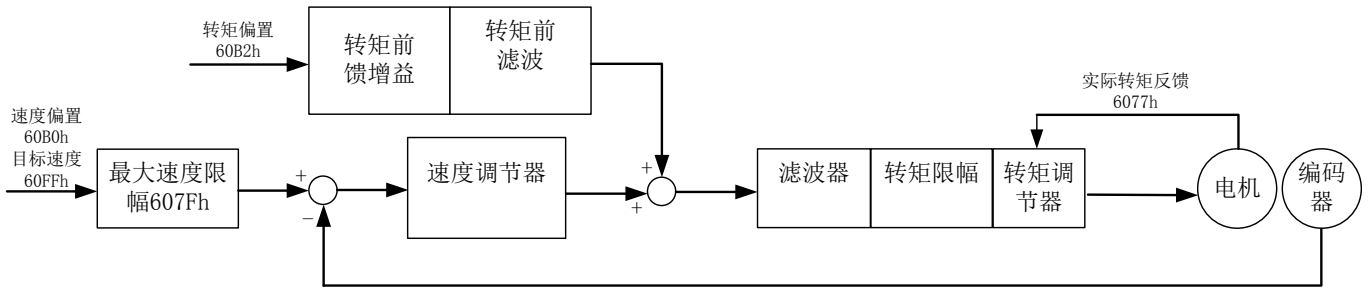 转矩偏置
60B2h
转矩前
馈增益
转矩前
滤波
实际转矩反馈
6077h
速度偏置
60B0h
目标速度
60FFh
最大速度限
幅607Fh
+
−
速度调节器
+
+
滤波器
转矩限幅
转矩调
节器
电机
编码
器